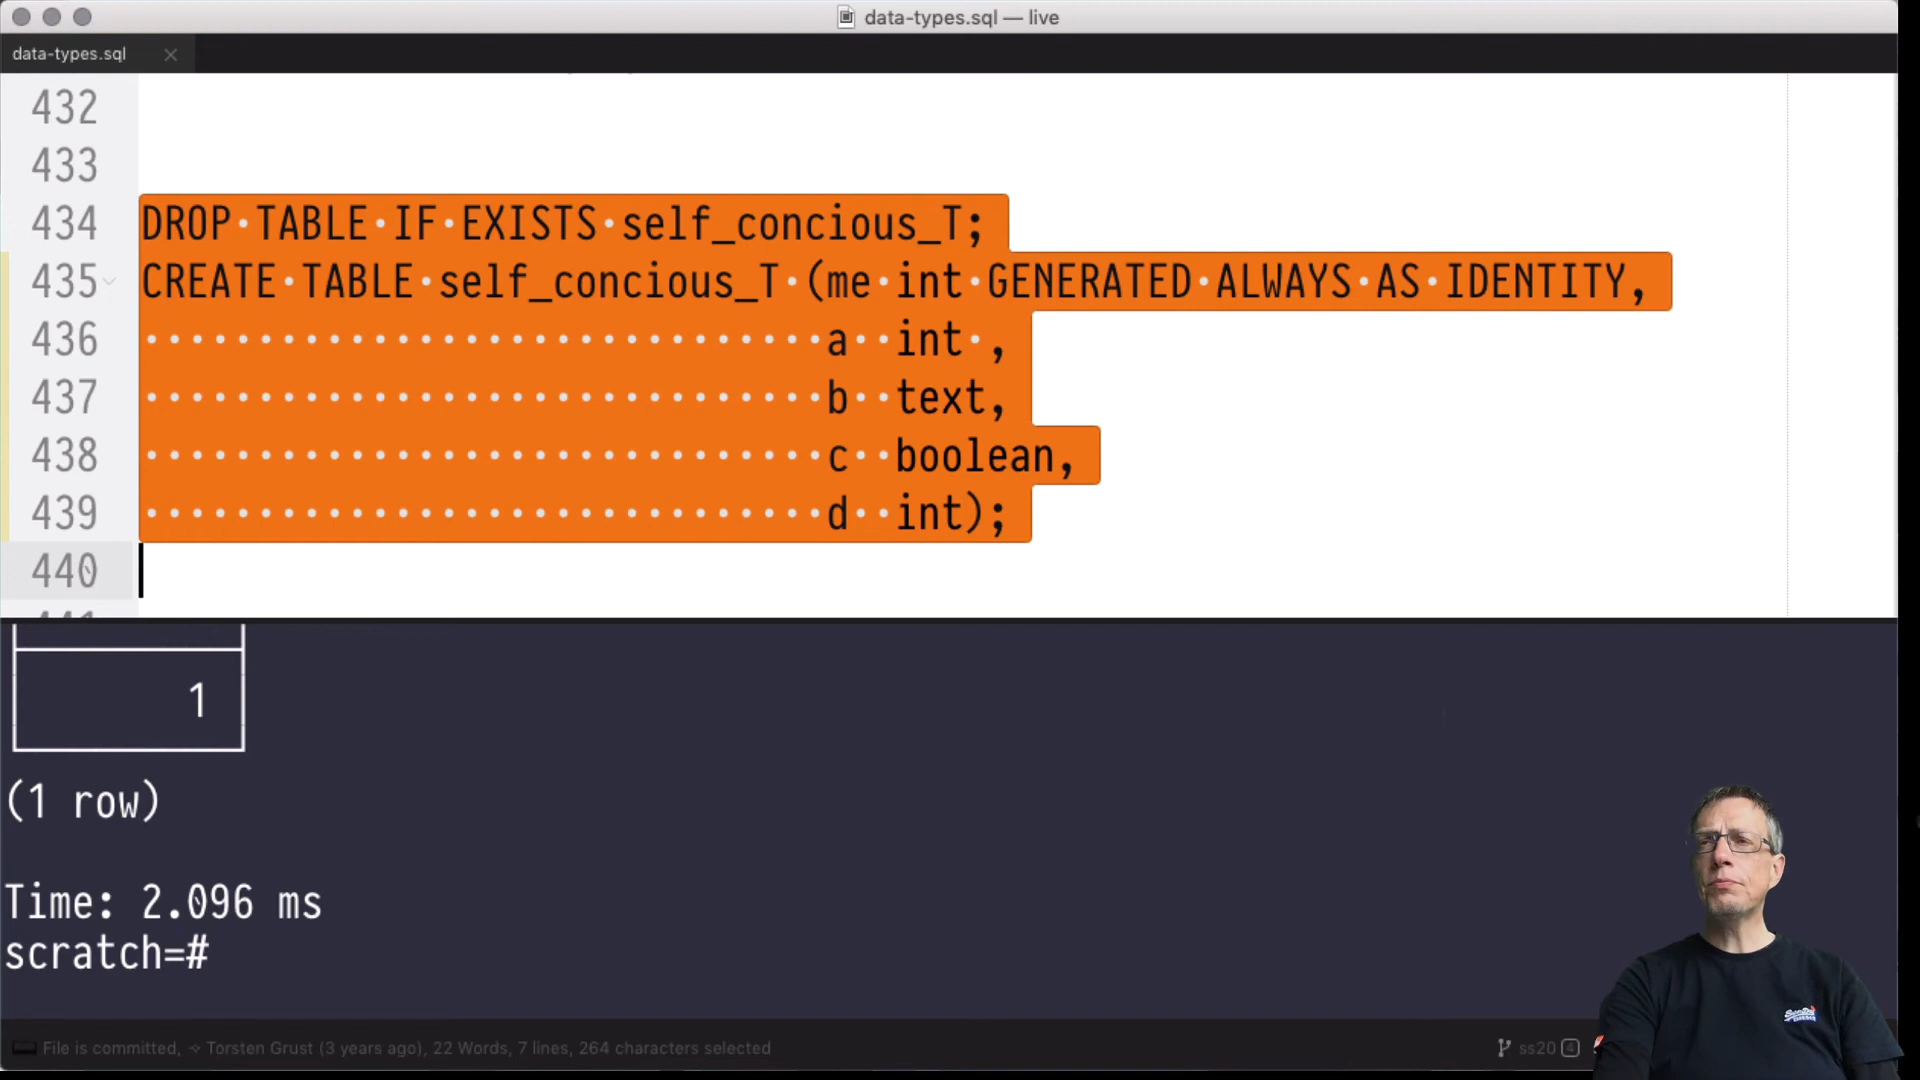 data-types.sql — live
data-types.sql
432
433
434 DROP TABLE IF EXISTS self_concious_T;
435 CREATE TABLE self_concious_T (me int GENERATED ALWAYS AS IDENTITY,
436 a int ,
437 b text,
438 c boolean,
439 d int);
440
1
(1 row)
Time: 2.096 ms
scratch=#
File is committed, Torsten Grust (3 years ago), 22 Words, 7 lines, 264 characters selected
ss20 4